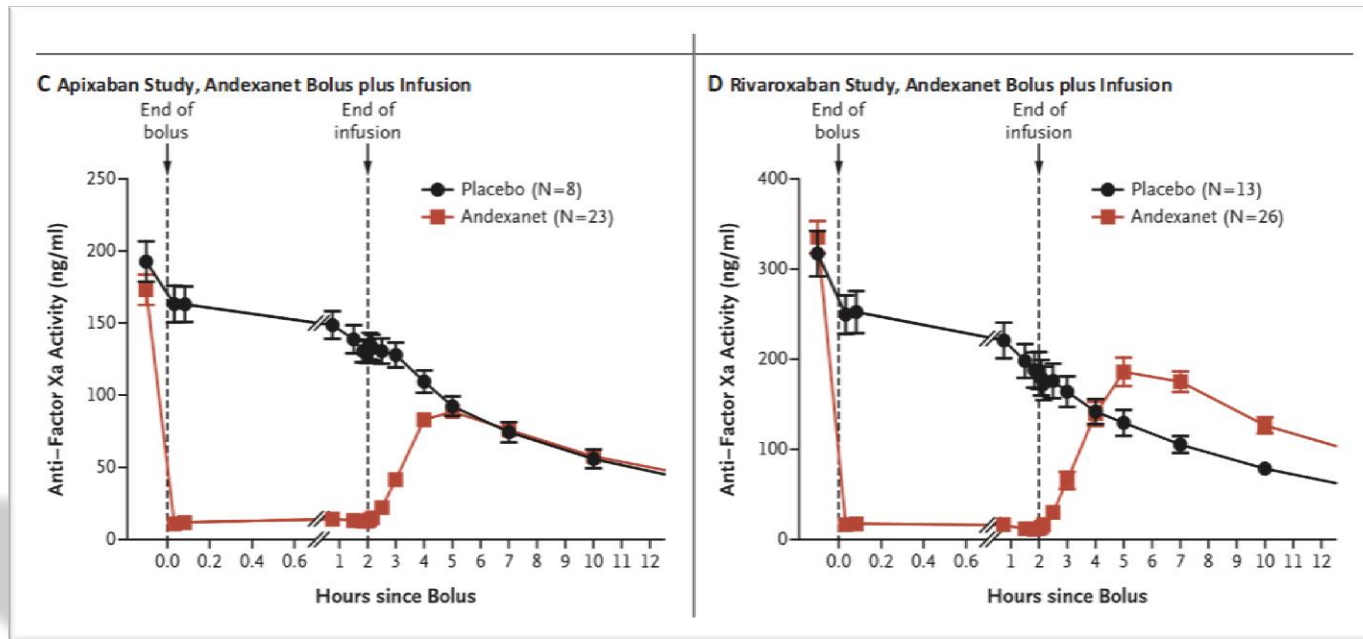 C Apixaban Study, Andexanet Bolus plus Infusion
End of
bolus
End of
infusion
250
200
150
100
50
0
Anti–Factor Xa Activity (ng/ml)
Placebo (N=8)
Andexanet (N=23)
0.0 0.2 0.4 0.6 1 2 3 4 5 6 7 8 9 10 11 12
Hours since Bolus
D Rivaroxaban Study, Andexanet Bolus plus Infusion
End of
bolus
End of
infusion
400
300
200
100
0
Anti–Factor Xa Activity (ng/ml)
Placebo (N=13)
Andexanet (N=26)
0.0 0.2 0.4 0.6 1 2 3 4 5 6 7 8 9 10 11 12
Hours since Bolus